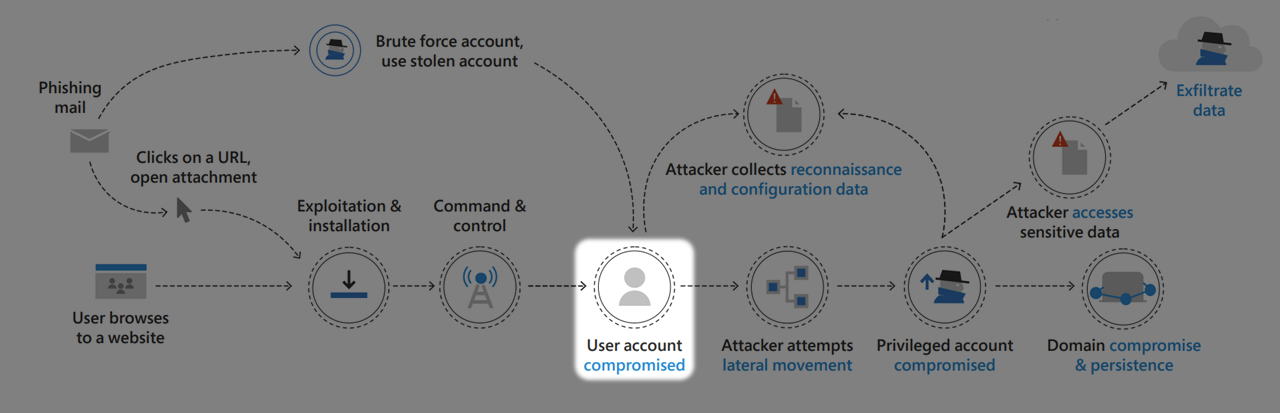 Phishing
mail
Brute force account,
use stolen account
Clicks on a URL,
open attachment
User browses
to a website
Exploitation &
installation
Command &
control
User account
compromised
Attacker collects reconnaissance
and configuration data
Attacker attempts
lateral movement
Privileged account
compromised
Attacker accesses
sensitive data
Exfiltrate
data
Domain compromise
& persistence